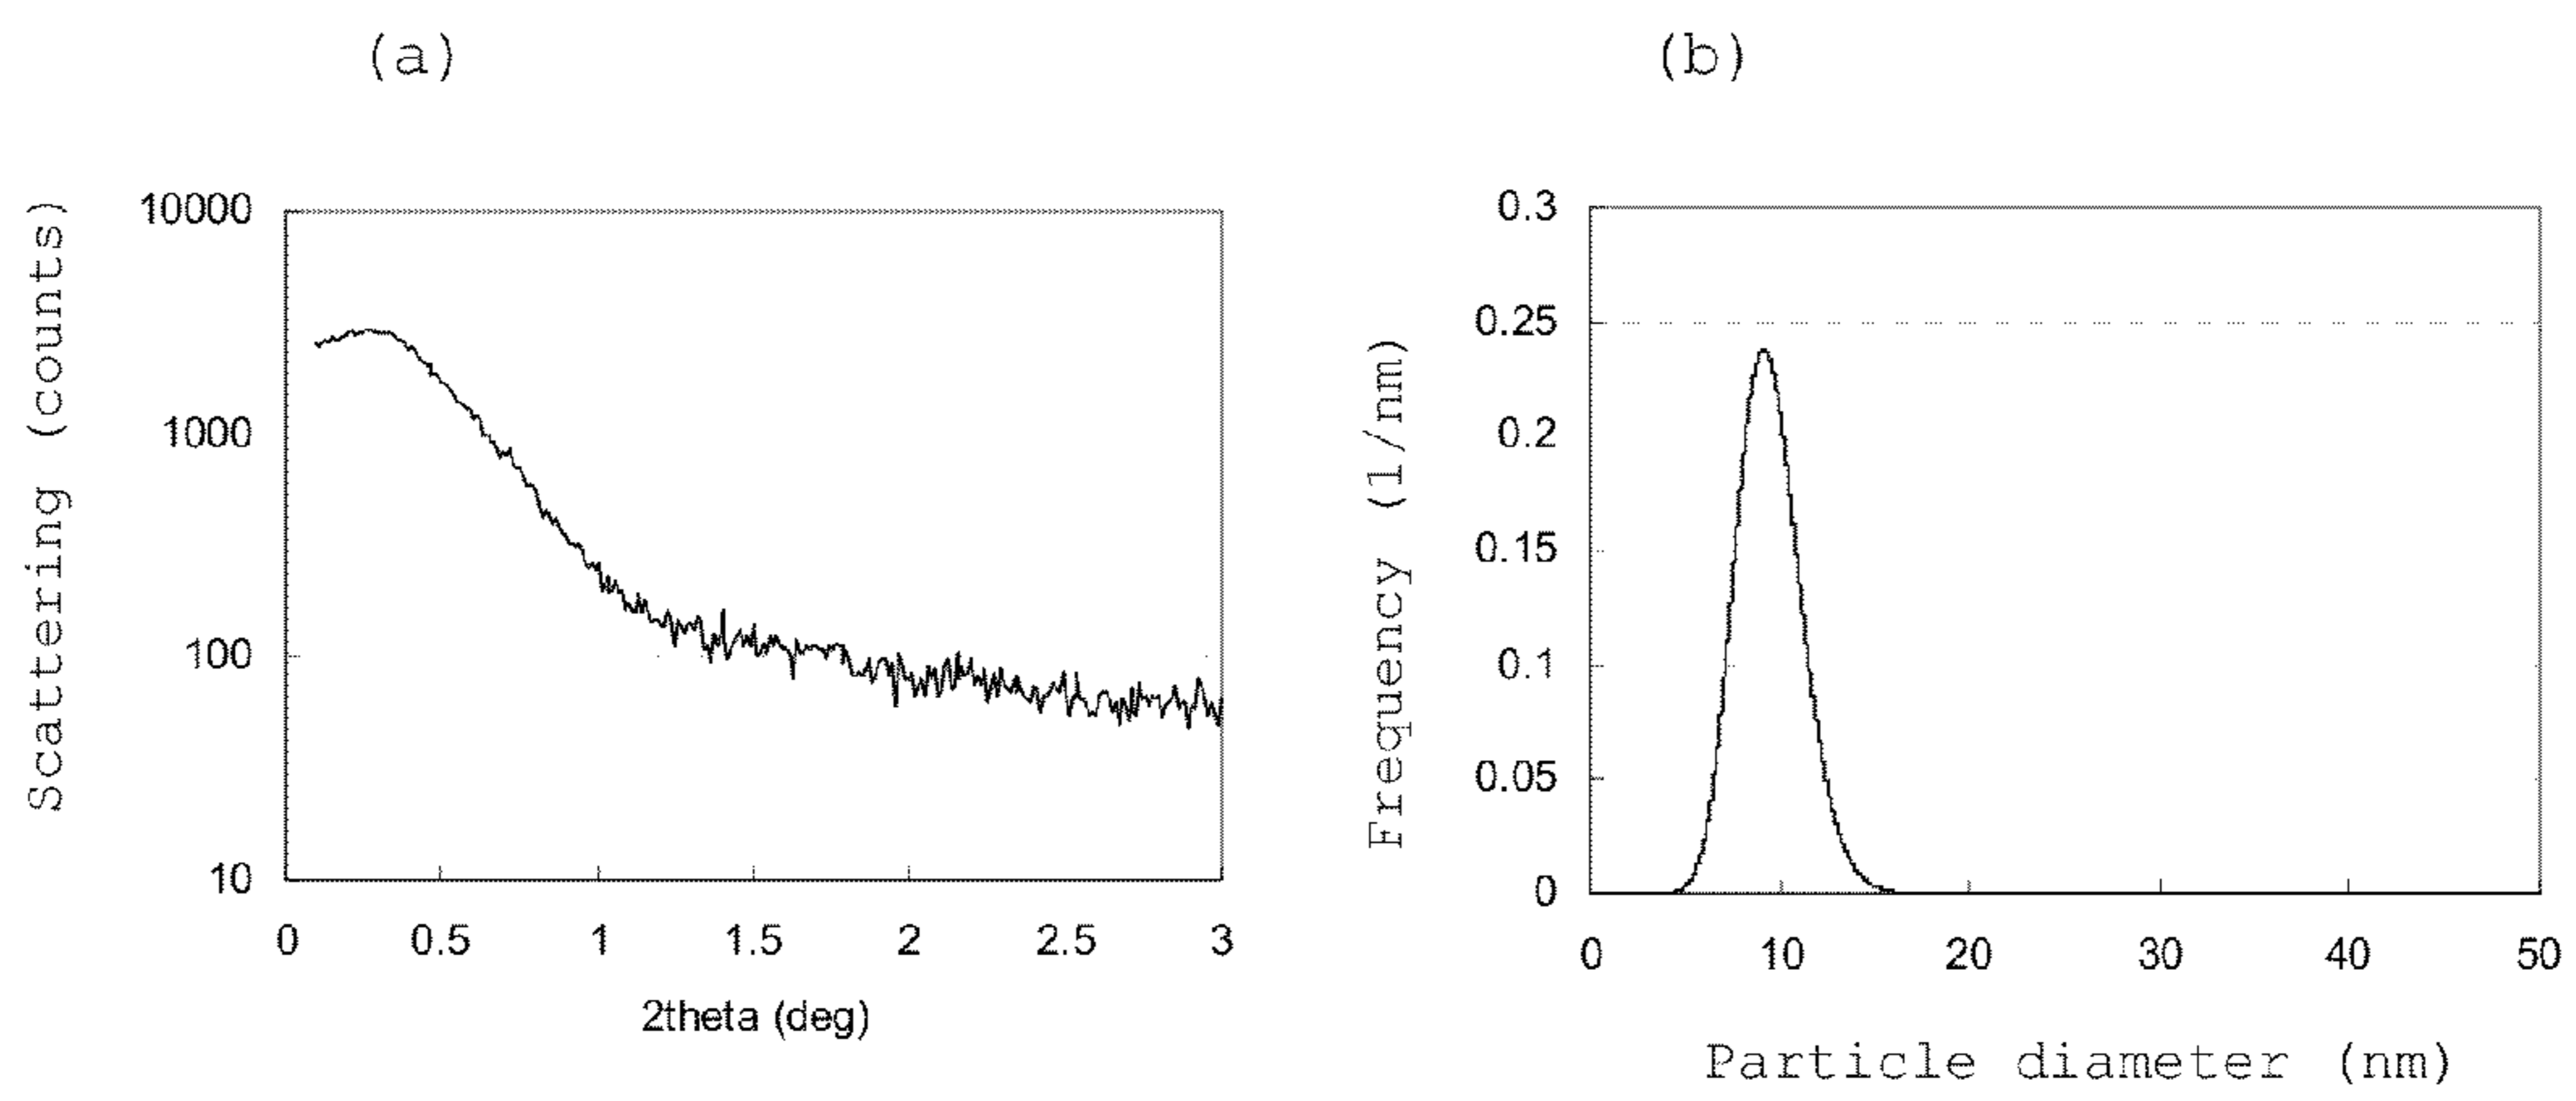 (a)
Scattering (counts)
10000
1000
100
10
0 0.5 1 1.5 2 2.5 3
2theta (deg)
(b)
Frequency (1/nm)
0.3
0.25
0.2
0.15
0.1
0.05
0
0 10 20 30 40 50
Particle diameter (nm)